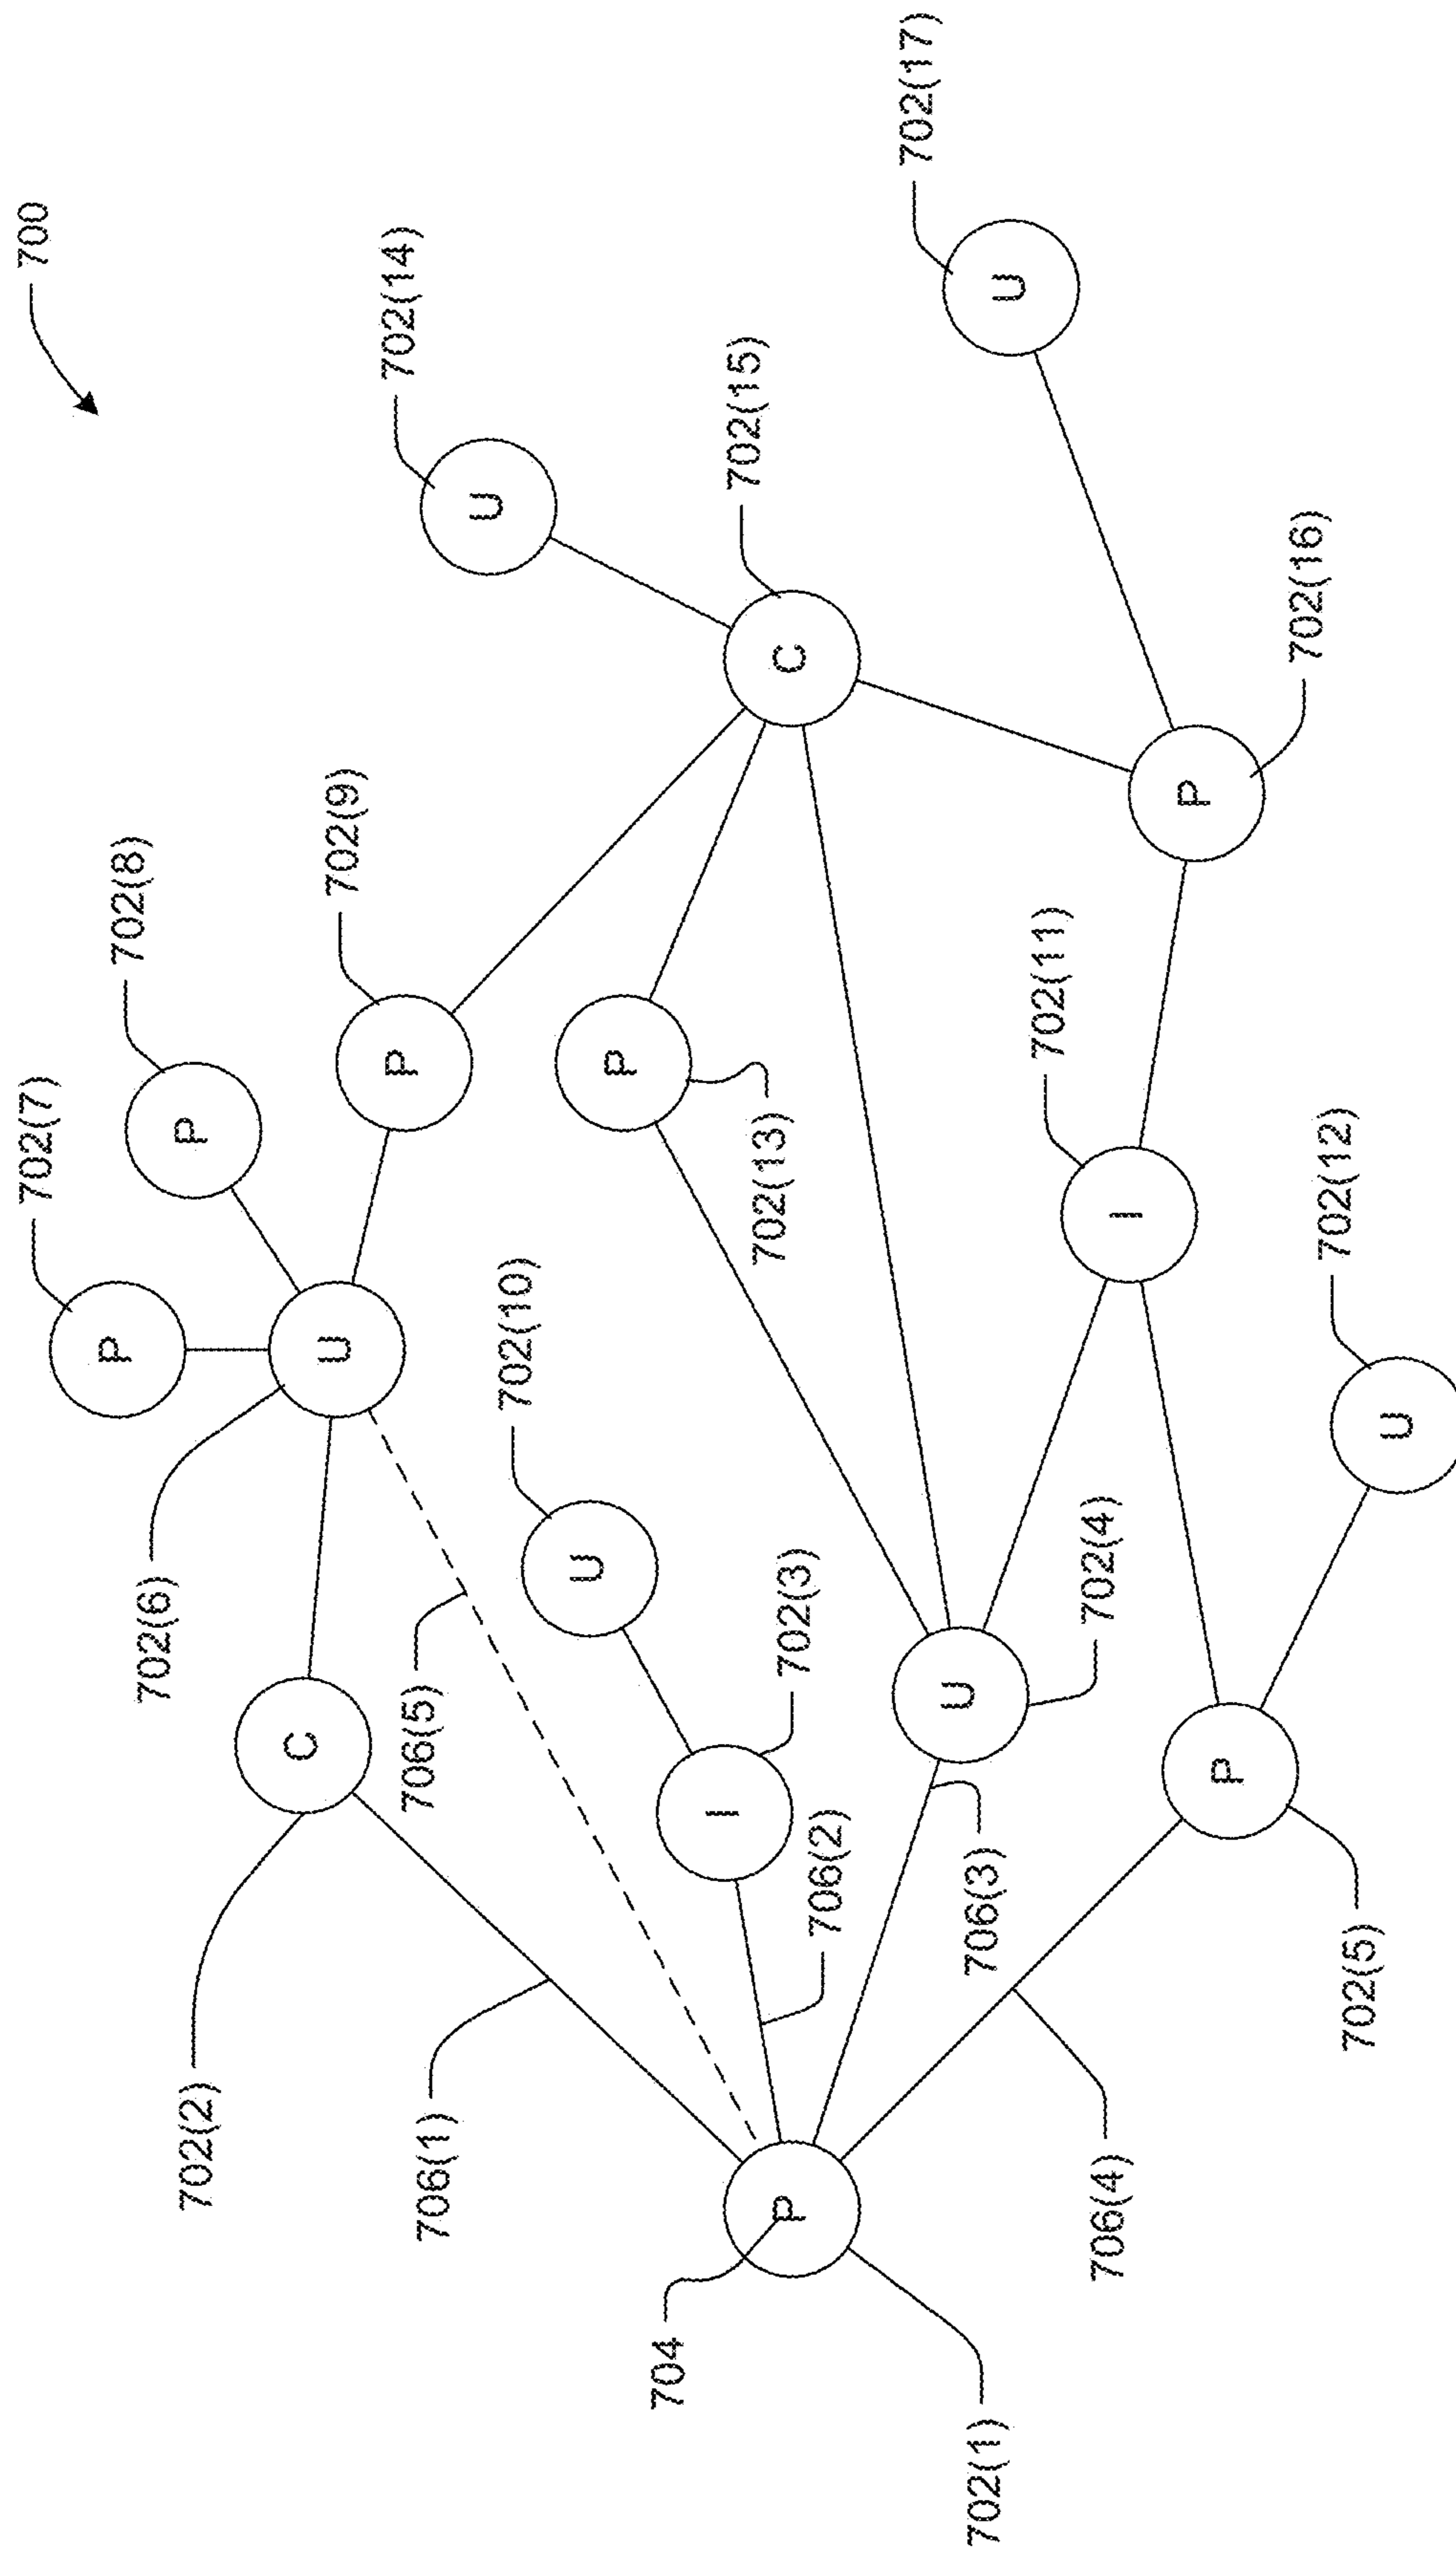 700
702(14)
702(17)
U
702(15)
U
702(9)
702(8)
C
702(7)
P
P
702(16)
P
P
P
702(11)
702(13)
702(10)
U
I
702(12)
702(6)
U
702(3)
U
702(4)
706(5)
C
I
U
702(2)
706(2)
706(3)
P
706(1)
702(5)
P
706(4)
704
702(1)